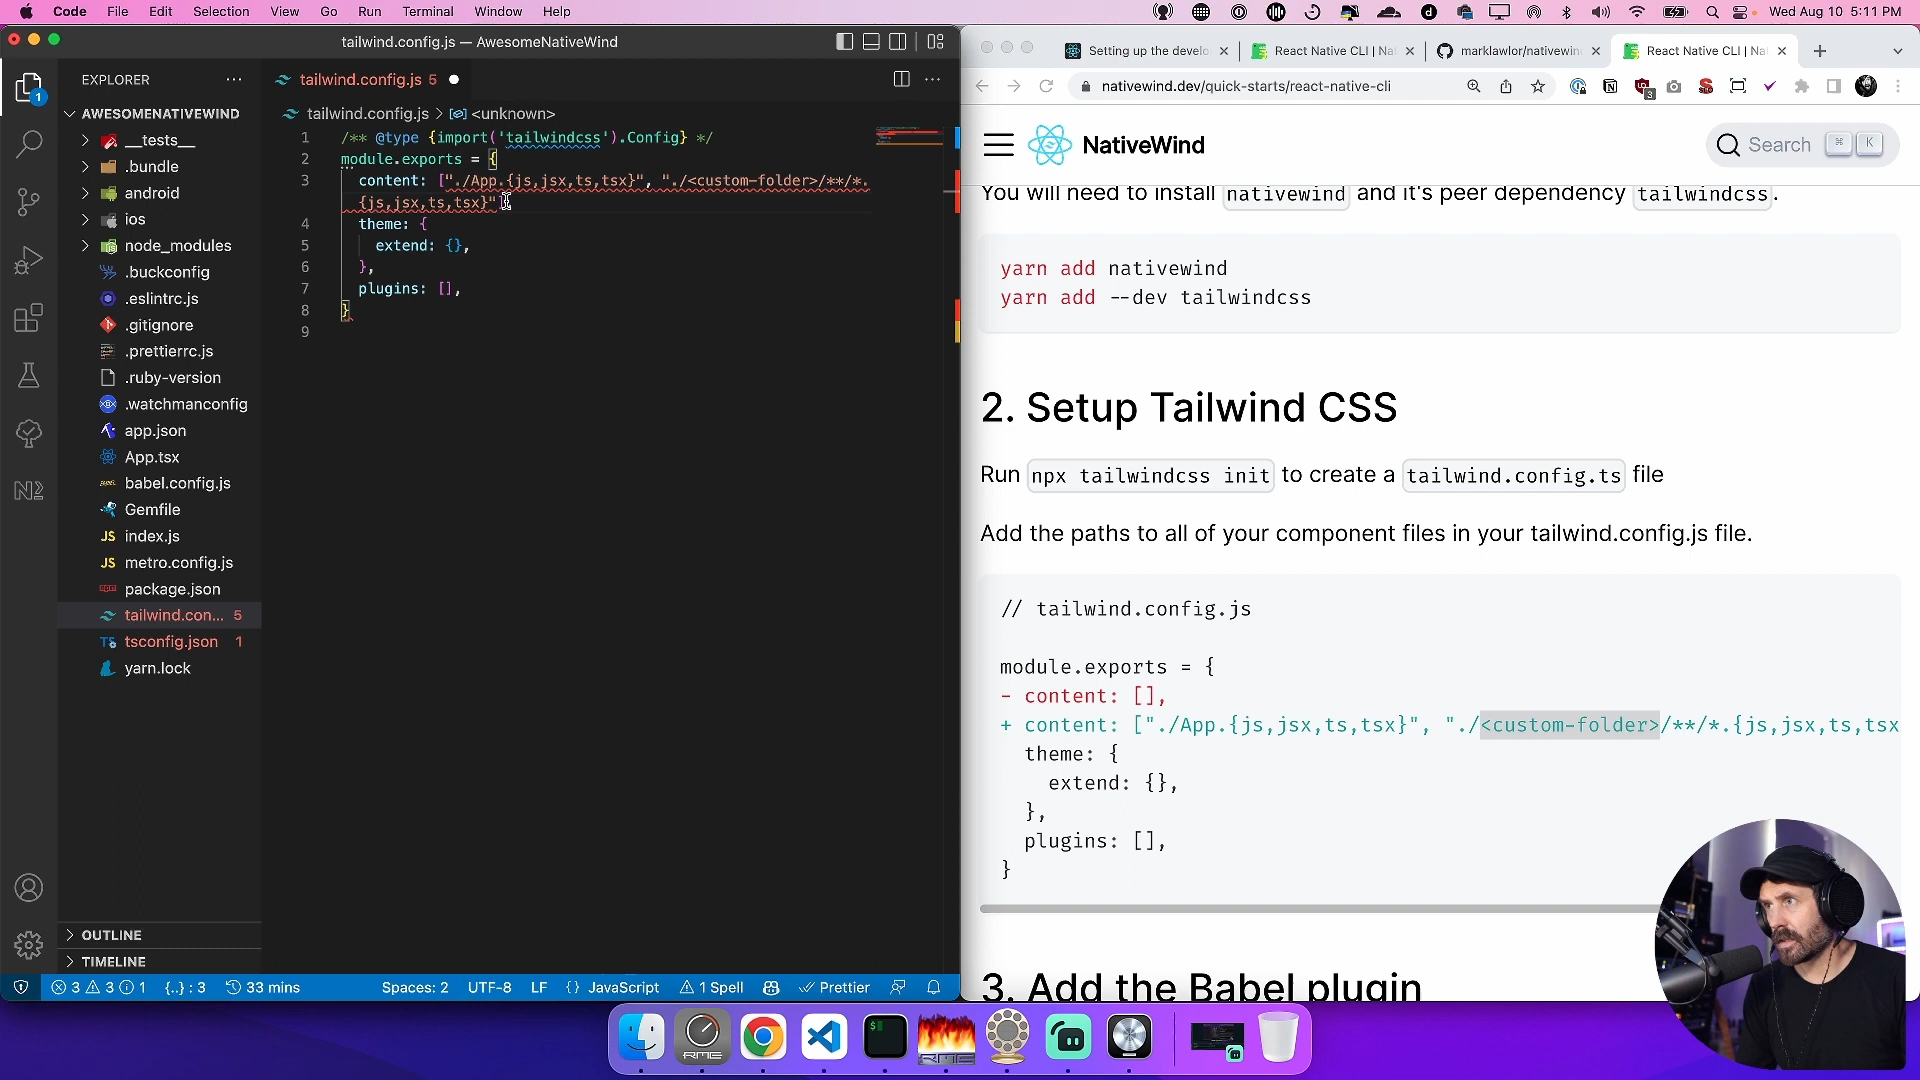 Code File Edit Selection View Go Run Terminal Window Help
Wed Aug 10 5:11 PM
tailwind.config.js — AwesomeNativeWind
EXPLORER
1
AWESOMENATIVEWIND
__tests__
.bundle
android
ios
node_modules
.buckconfig
.eslintrc.js
.gitignore
.prettierrc.js
.ruby-version
.watchmanconfig
app.json
App.tsx
babel.config.js
Gemfile
JS index.js
JS metro.config.js
package.json
tailwind.con... 5
TS tsconfig.json 1
yarn.lock
OUTLINE
TIMELINE
tailwind.config.js 5
tailwind.config.js > <unknown>
1 /** @type {import('tailwindcss').Config} */
2 module.exports = {
3 content: ["./App.{js,jsx,ts,tsx}", "./<custom-folder>/**/*.
{js,jsx,ts,tsx}"]
4 theme: {
5 extend: {},
6 },
7 plugins: [],
8 }
9
3 3 1 {..} : 3 33 mins Spaces: 2 UTF-8 LF {} JavaScript 1 Spell Prettier
Setting up the develo
React Native CLI | Na
marklawlor/nativewin
React Native CLI | Na
nativewind.dev/quick-starts/react-native-cli
3
NativeWind
Search ⌘ K
You will need to install nativewind and it's peer dependency tailwindcss.
yarn add nativewind
yarn add --dev tailwindcss
2. Setup Tailwind CSS
Run npx tailwindcss init to create a tailwind.config.ts file
Add the paths to all of your component files in your tailwind.config.js file.
// tailwind.config.js
module.exports = {
- content: [],
+ content: ["./App.{js,jsx,ts,tsx}", "./<custom-folder>/**/*.{js,jsx,ts,tsx
theme: {
extend: {},
},
plugins: [],
}
3. Add the Babel plugin
RME
RME